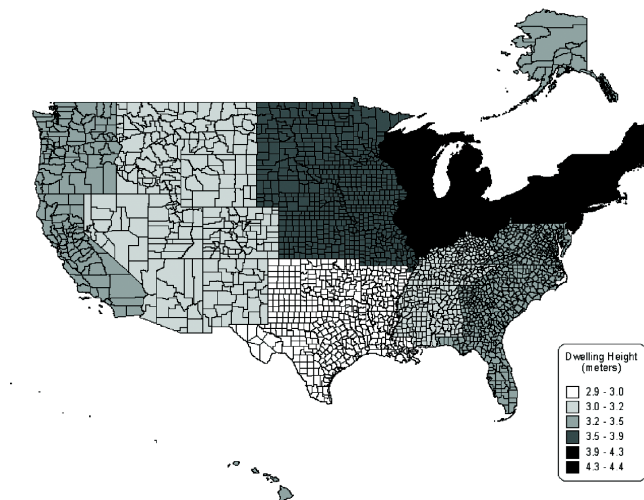 Dwelling Height
(meters)
2.9 - 3.0
3.0 - 3.2
3.2 - 3.5
3.5 - 3.9
3.9 - 4.3
4.3 - 4.4